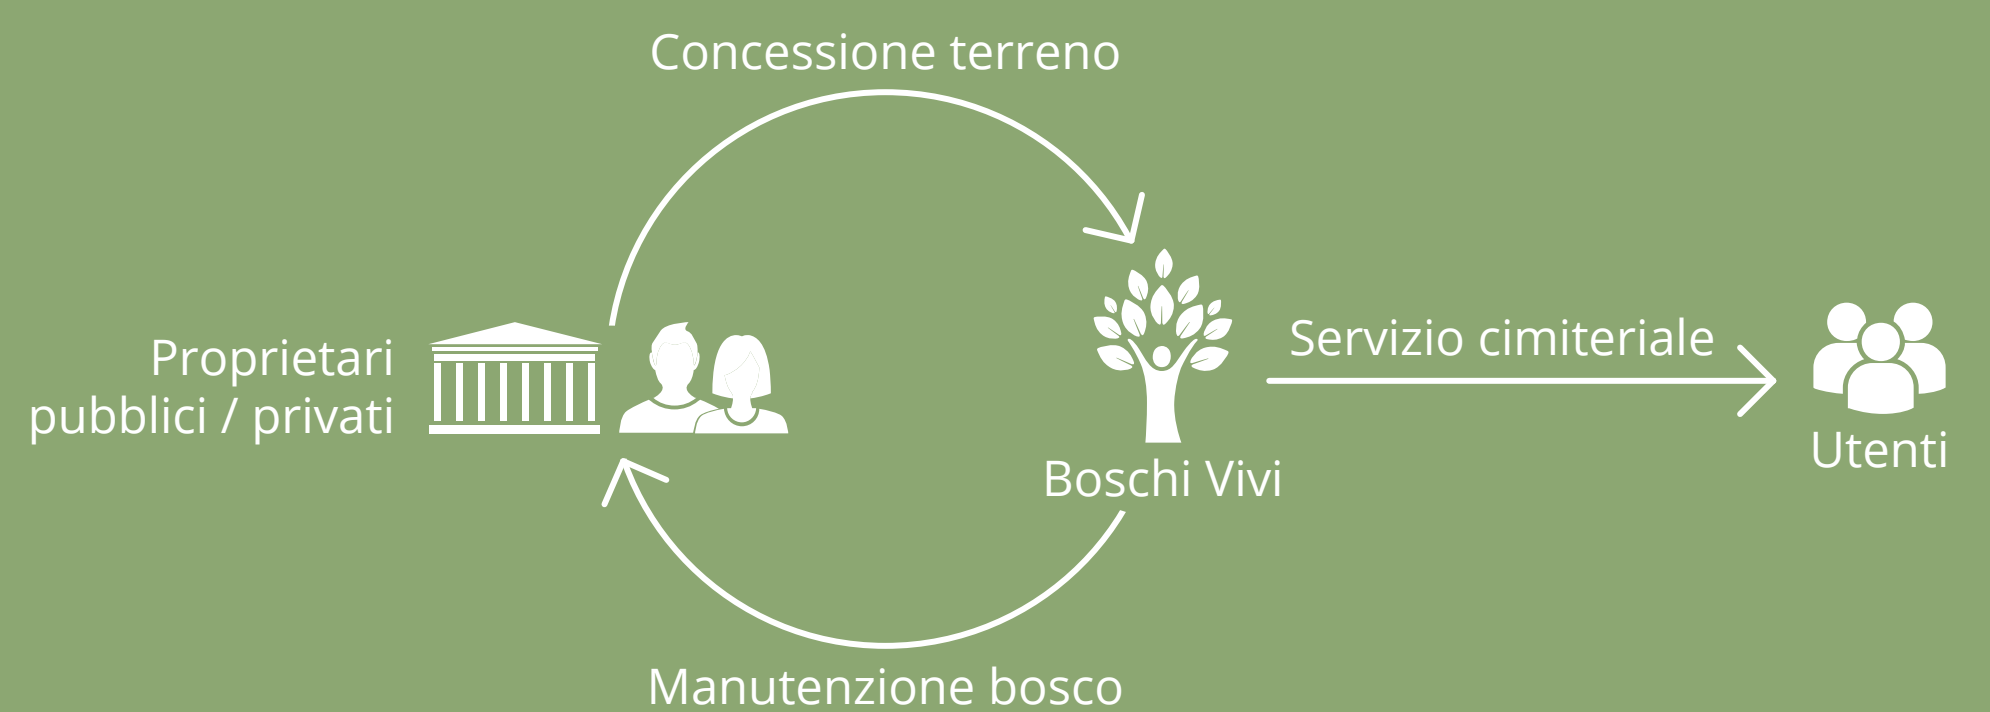 Concessione terreno
Proprietari
pubblici / privati
Boschi Vivi
Servizio cimiteriale
Utenti
Manutenzione bosco